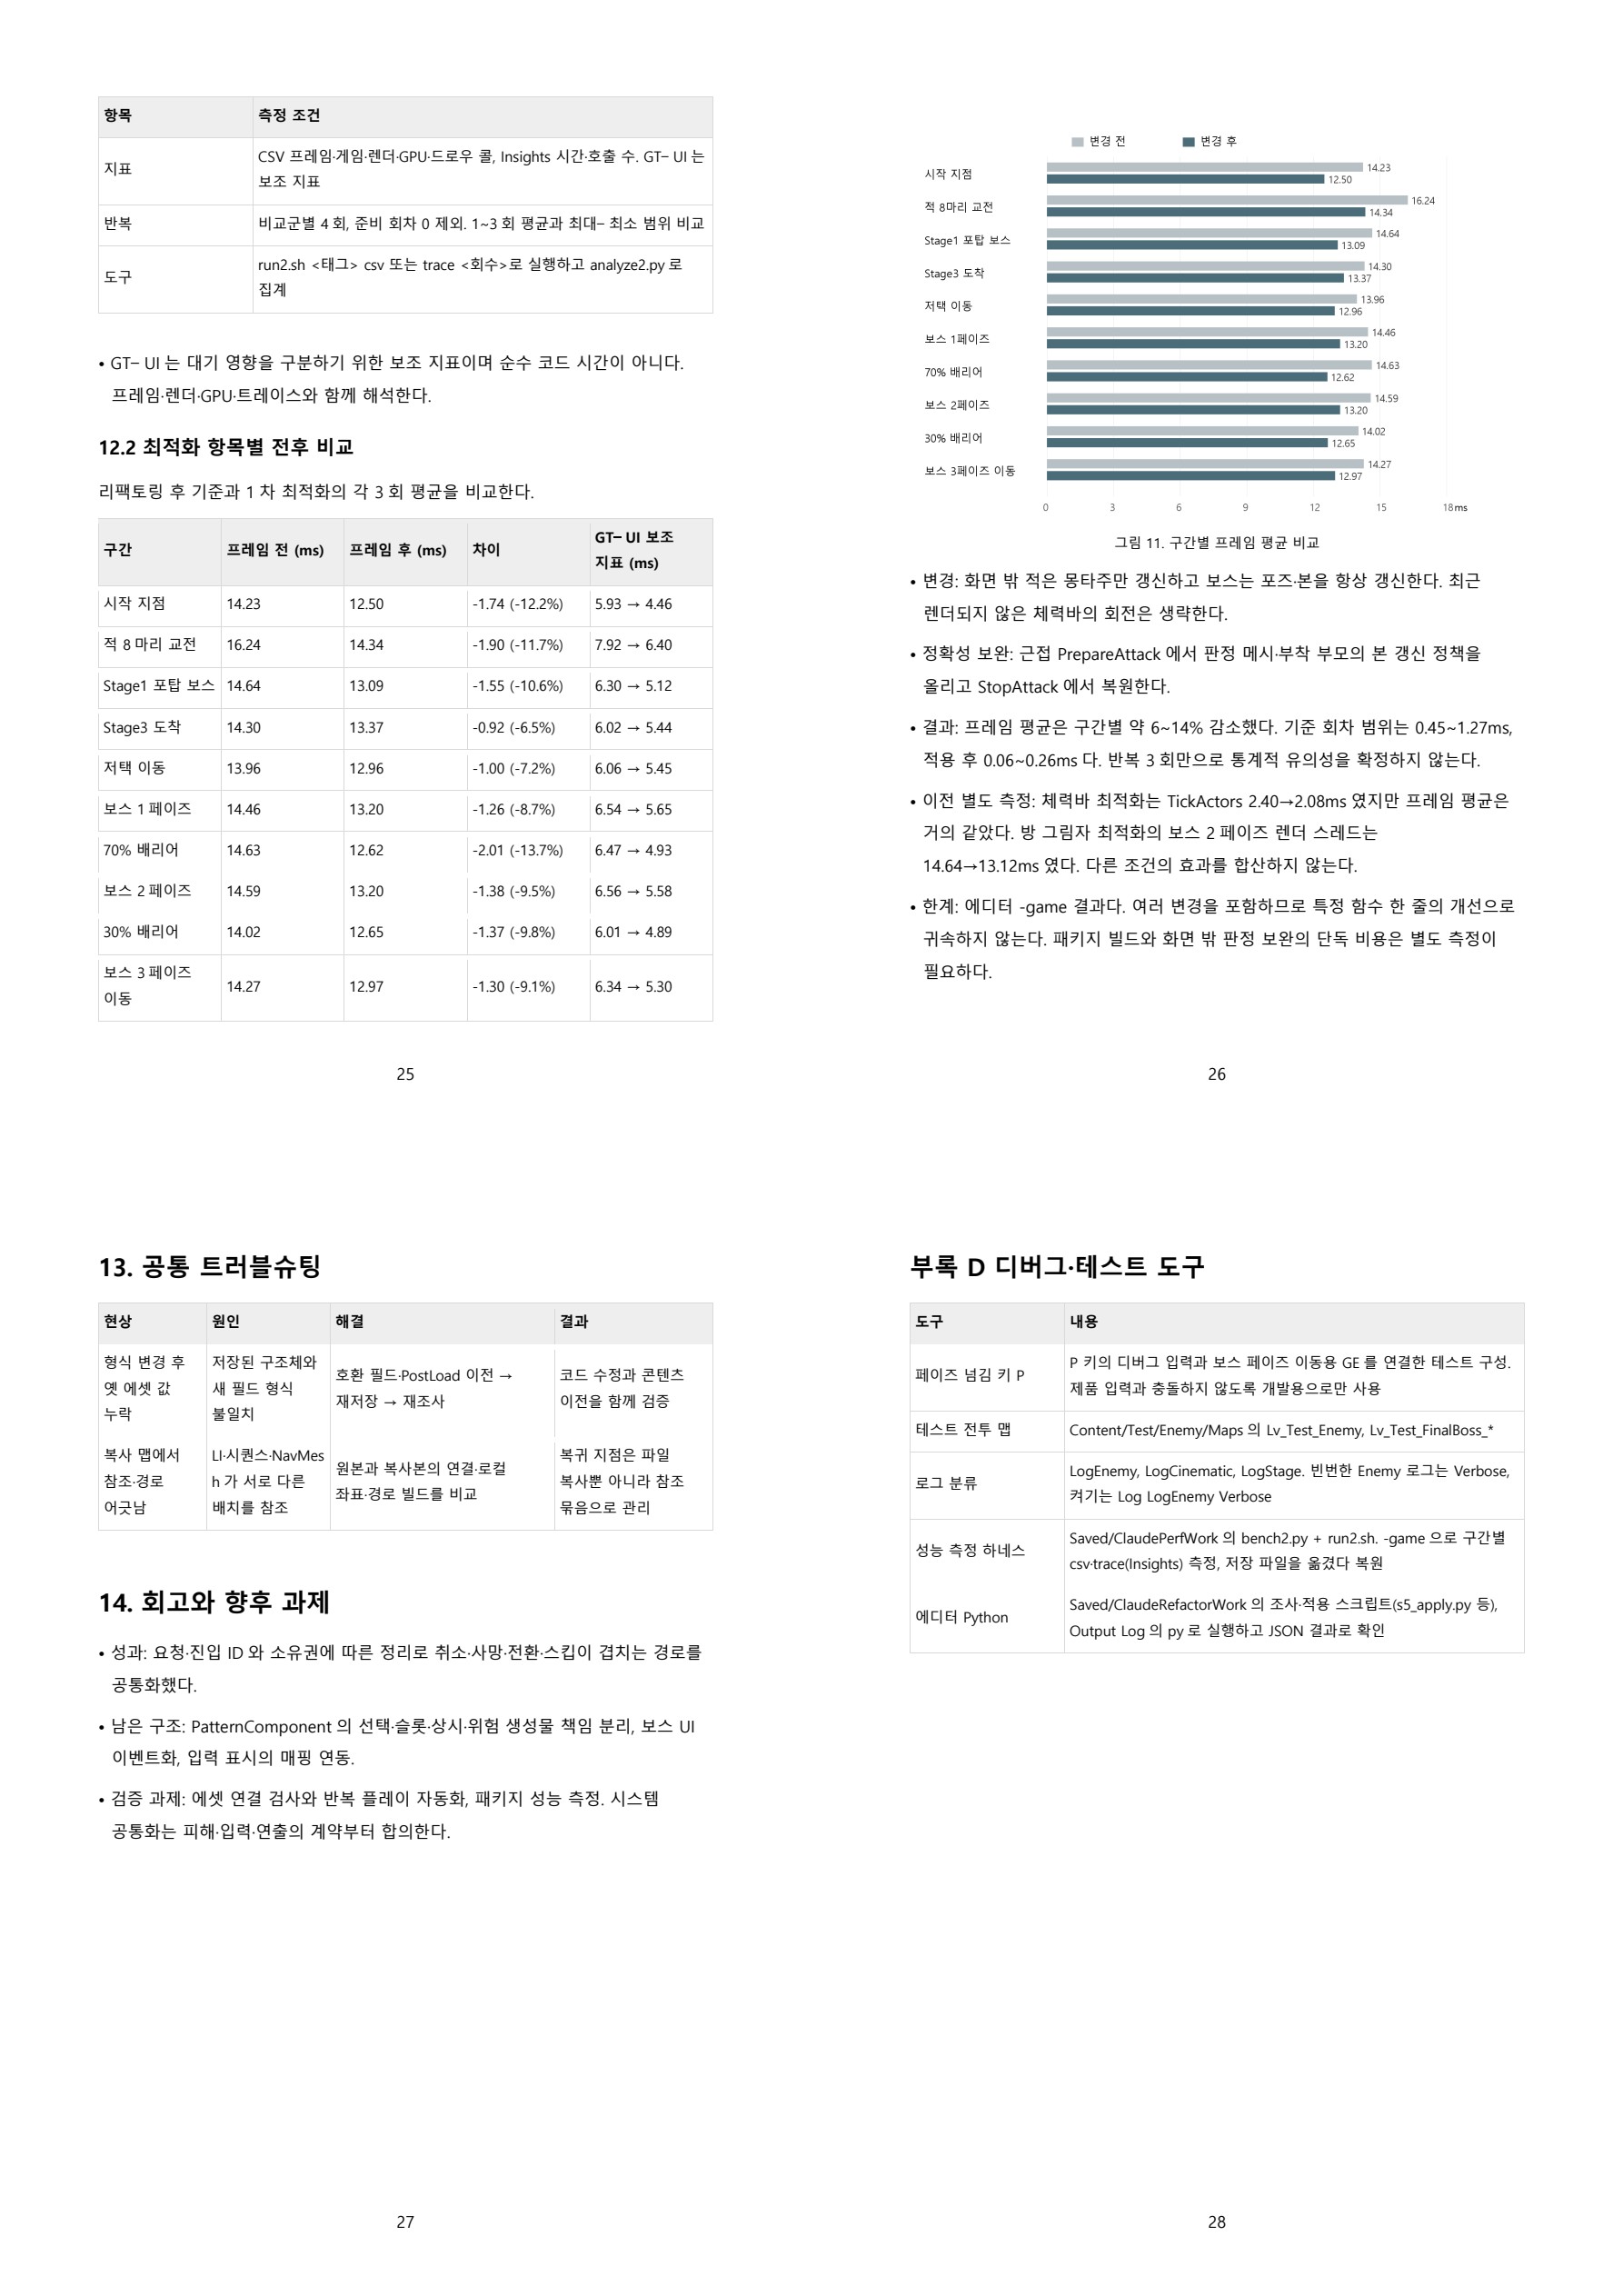 항목 측정 조건
지표 CSV 프레임·게임·렌더·GPU·드로우 콜, Insights 시간·호출 수. GT− UI 는
보조 지표
반복 비교군별 4 회, 준비 회차 0 제외. 1~3 회 평균과 최대− 최소 범위 비교
도구 run2.sh <태그> csv 또는 trace <회수>로 실행하고 analyze2.py 로
집계
• GT− UI 는 대기 영향을 구분하기 위한 보조 지표이며 순수 코드 시간이 아니다.
프레임·렌더·GPU·트레이스와 함께 해석한다.
12.2 최적화 항목별 전후 비교
리팩토링 후 기준과 1 차 최적화의 각 3 회 평균을 비교한다.
구간 프레임 전 (ms) 프레임 후 (ms) 차이 GT− UI 보조
지표 (ms)
시작 지점 14.23 12.50 -1.74 (-12.2%) 5.93 → 4.46
적 8 마리 교전 16.24 14.34 -1.90 (-11.7%) 7.92 → 6.40
Stage1 포탑 보스 14.64 13.09 -1.55 (-10.6%) 6.30 → 5.12
Stage3 도착 14.30 13.37 -0.92 (-6.5%) 6.02 → 5.44
저택 이동 13.96 12.96 -1.00 (-7.2%) 6.06 → 5.45
보스 1 페이즈 14.46 13.20 -1.26 (-8.7%) 6.54 → 5.65
70% 배리어 14.63 12.62 -2.01 (-13.7%) 6.47 → 4.93
보스 2 페이즈 14.59 13.20 -1.38 (-9.5%) 6.56 → 5.58
30% 배리어 14.02 12.65 -1.37 (-9.8%) 6.01 → 4.89
보스 3 페이즈
이동 14.27 12.97 -1.30 (-9.1%) 6.34 → 5.30
25
변경 전 변경 후
시작 지점 14.23
12.50
적 8마리 교전 16.24
14.34
Stage1 포탑 보스 14.64
13.09
Stage3 도착 14.30
13.37
저택 이동 13.96
12.96
보스 1페이즈 14.46
13.20
70% 배리어 14.63
12.62
보스 2페이즈 14.59
13.20
30% 배리어 14.02
12.65
보스 3페이즈 이동 14.27
12.97
0 3 6 9 12 15 18 ms
그림 11. 구간별 프레임 평균 비교
• 변경: 화면 밖 적은 몽타주만 갱신하고 보스는 포즈·본을 항상 갱신한다. 최근
렌더되지 않은 체력바의 회전은 생략한다.
• 정확성 보완: 근접 PrepareAttack 에서 판정 메시·부착 부모의 본 갱신 정책을
올리고 StopAttack 에서 복원한다.
• 결과: 프레임 평균은 구간별 약 6~14% 감소했다. 기준 회차 범위는 0.45~1.27ms,
적용 후 0.06~0.26ms 다. 반복 3 회만으로 통계적 유의성을 확정하지 않는다.
• 이전 별도 측정: 체력바 최적화는 TickActors 2.40→2.08ms 였지만 프레임 평균은
거의 같았다. 방 그림자 최적화의 보스 2 페이즈 렌더 스레드는
14.64→13.12ms 였다. 다른 조건의 효과를 합산하지 않는다.
• 한계: 에디터 -game 결과다. 여러 변경을 포함하므로 특정 함수 한 줄의 개선으로
귀속하지 않는다. 패키지 빌드와 화면 밖 판정 보완의 단독 비용은 별도 측정이
필요하다.
26
13. 공통 트러블슈팅
현상 원인 해결 결과
형식 변경 후
옛 에셋 값
누락
저장된 구조체와
새 필드 형식
불일치
호환 필드·PostLoad 이전 →
재저장 → 재조사
코드 수정과 콘텐츠
이전을 함께 검증
복사 맵에서
참조·경로
어긋남
LI·시퀀스·NavMes
h 가 서로 다른
배치를 참조
원본과 복사본의 연결·로컬
좌표·경로 빌드를 비교
복귀 지점은 파일
복사뿐 아니라 참조
묶음으로 관리
14. 회고와 향후 과제
• 성과: 요청·진입 ID 와 소유권에 따른 정리로 취소·사망·전환·스킵이 겹치는 경로를
공통화했다.
• 남은 구조: PatternComponent 의 선택·슬롯·상시·위험 생성물 책임 분리, 보스 UI
이벤트화, 입력 표시의 매핑 연동.
• 검증 과제: 에셋 연결 검사와 반복 플레이 자동화, 패키지 성능 측정. 시스템
공통화는 피해·입력·연출의 계약부터 합의한다.
27
부록 D 디버그·테스트 도구
도구 내용
페이즈 넘김 키 P P 키의 디버그 입력과 보스 페이즈 이동용 GE 를 연결한 테스트 구성.
제품 입력과 충돌하지 않도록 개발용으로만 사용
테스트 전투 맵 Content/Test/Enemy/Maps 의 Lv_Test_Enemy, Lv_Test_FinalBoss_*
로그 분류 LogEnemy, LogCinematic, LogStage. 빈번한 Enemy 로그는 Verbose,
켜기는 Log LogEnemy Verbose
성능 측정 하네스 Saved/ClaudePerfWork 의 bench2.py + run2.sh. -game 으로 구간별
csv·trace(Insights) 측정, 저장 파일을 옮겼다 복원
에디터 Python Saved/ClaudeRefactorWork 의 조사·적용 스크립트(s5_apply.py 등),
Output Log 의 py 로 실행하고 JSON 결과로 확인
28